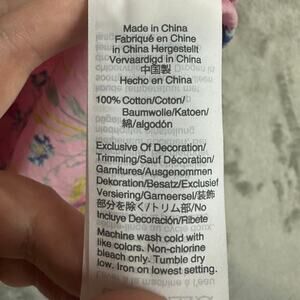 Made in China
Fabriqué en Chine
in China Hergestellt
Vervaardigd in China
中国製
Hecho en China
100% Cotton/Coton/
Baumwolle/Katoen/
綿/algodón
Exclusive Of Decoration/
Trimming/Sauf Décoration/
Garnitures/Ausgenommen
Dekoration/Besatz/Exclusief
Versiering/Garneersel/装飾
部分を除く/トリム部/No
Incluye Decoración/Ribete
Machine wash cold with
like colors. Non-chlorine
bleach only. Tumble dry
low. Iron on lowest setting.